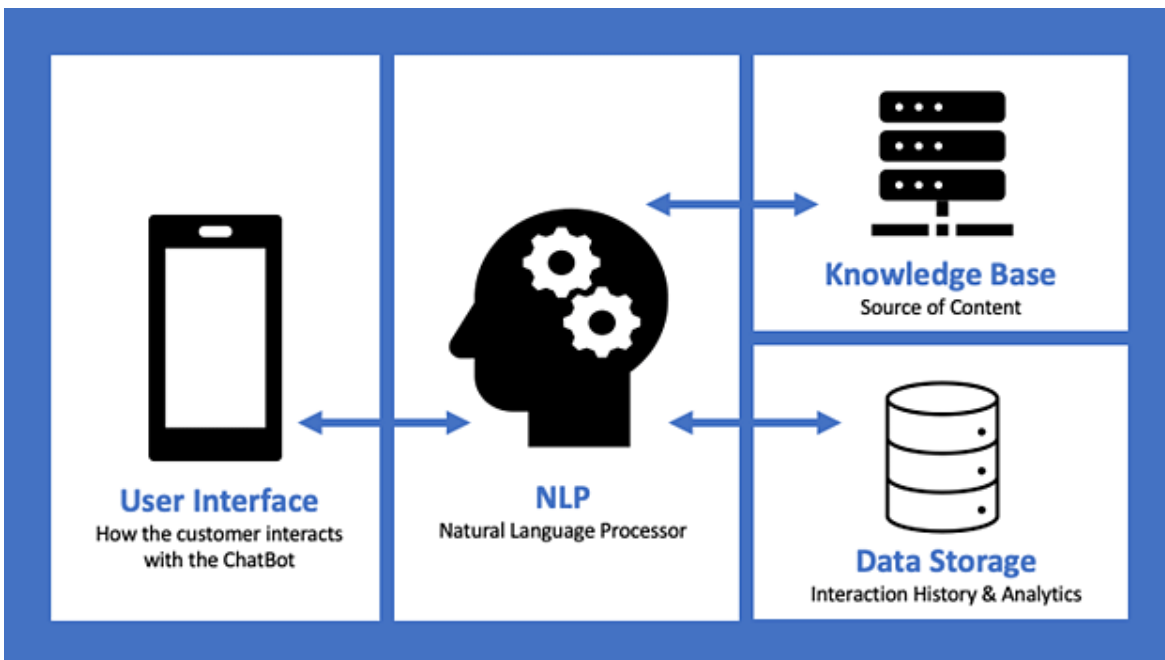 User Interface
How the customer interacts
with the ChatBot
NLP
Natural Language Processor
Knowledge Base
Source of Content
Data Storage
Interaction History & Analytics